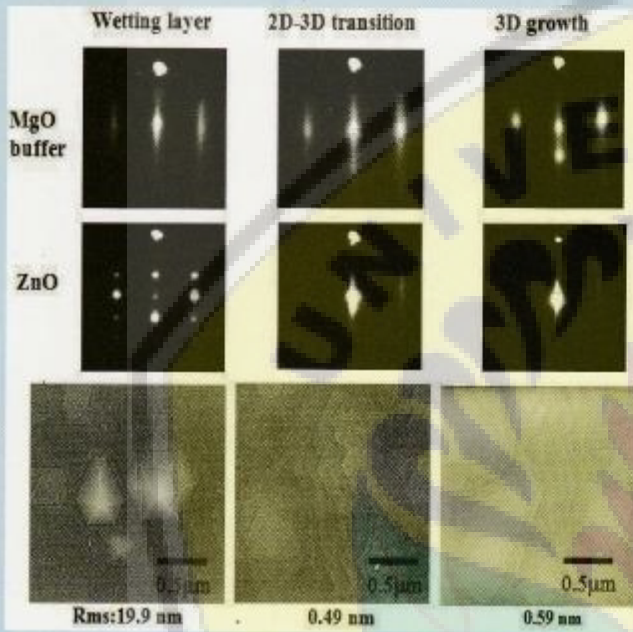 Wetting layer 2D-3D transition 3D growth
MgO
buffer
ZnO
UNIVE
0.5μm 0.5μm 0.5μm
Rms:19.9 nm 0.49 nm 0.59 nm